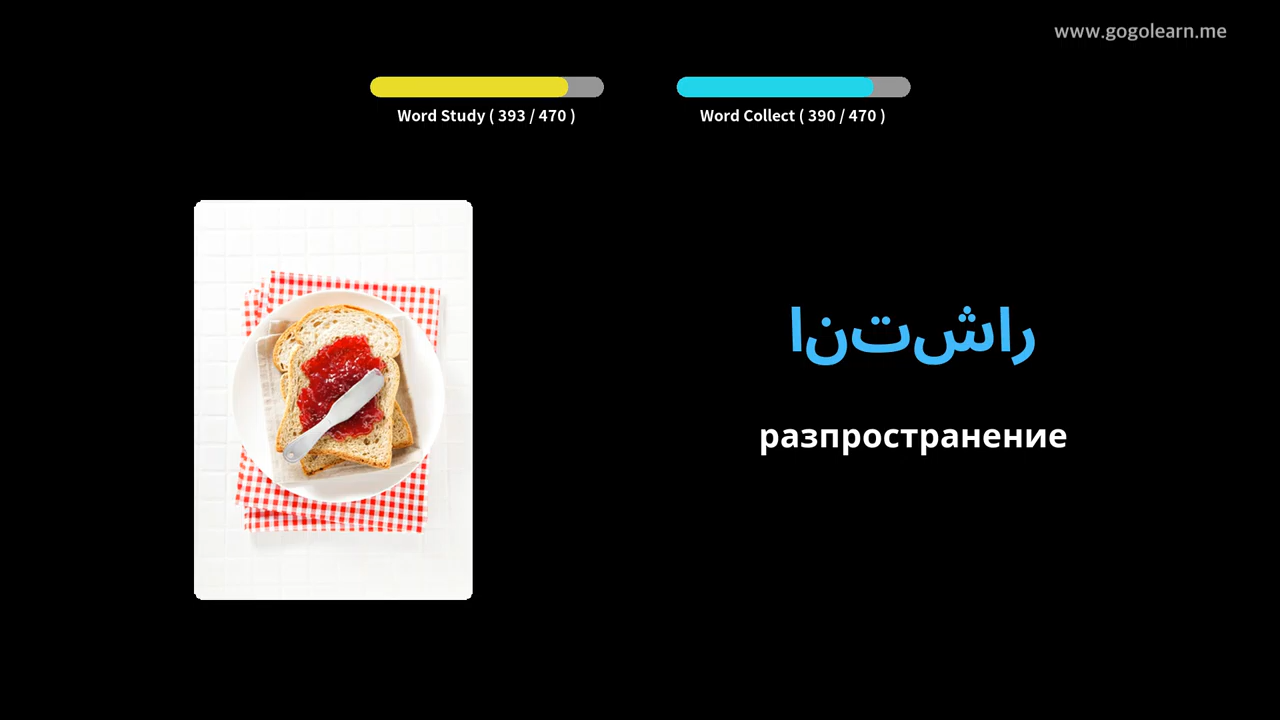 www.gogolearn.me
Word Study ( 393 / 470 )
Word Collect ( 390 / 470 )
انتشار
разпространение